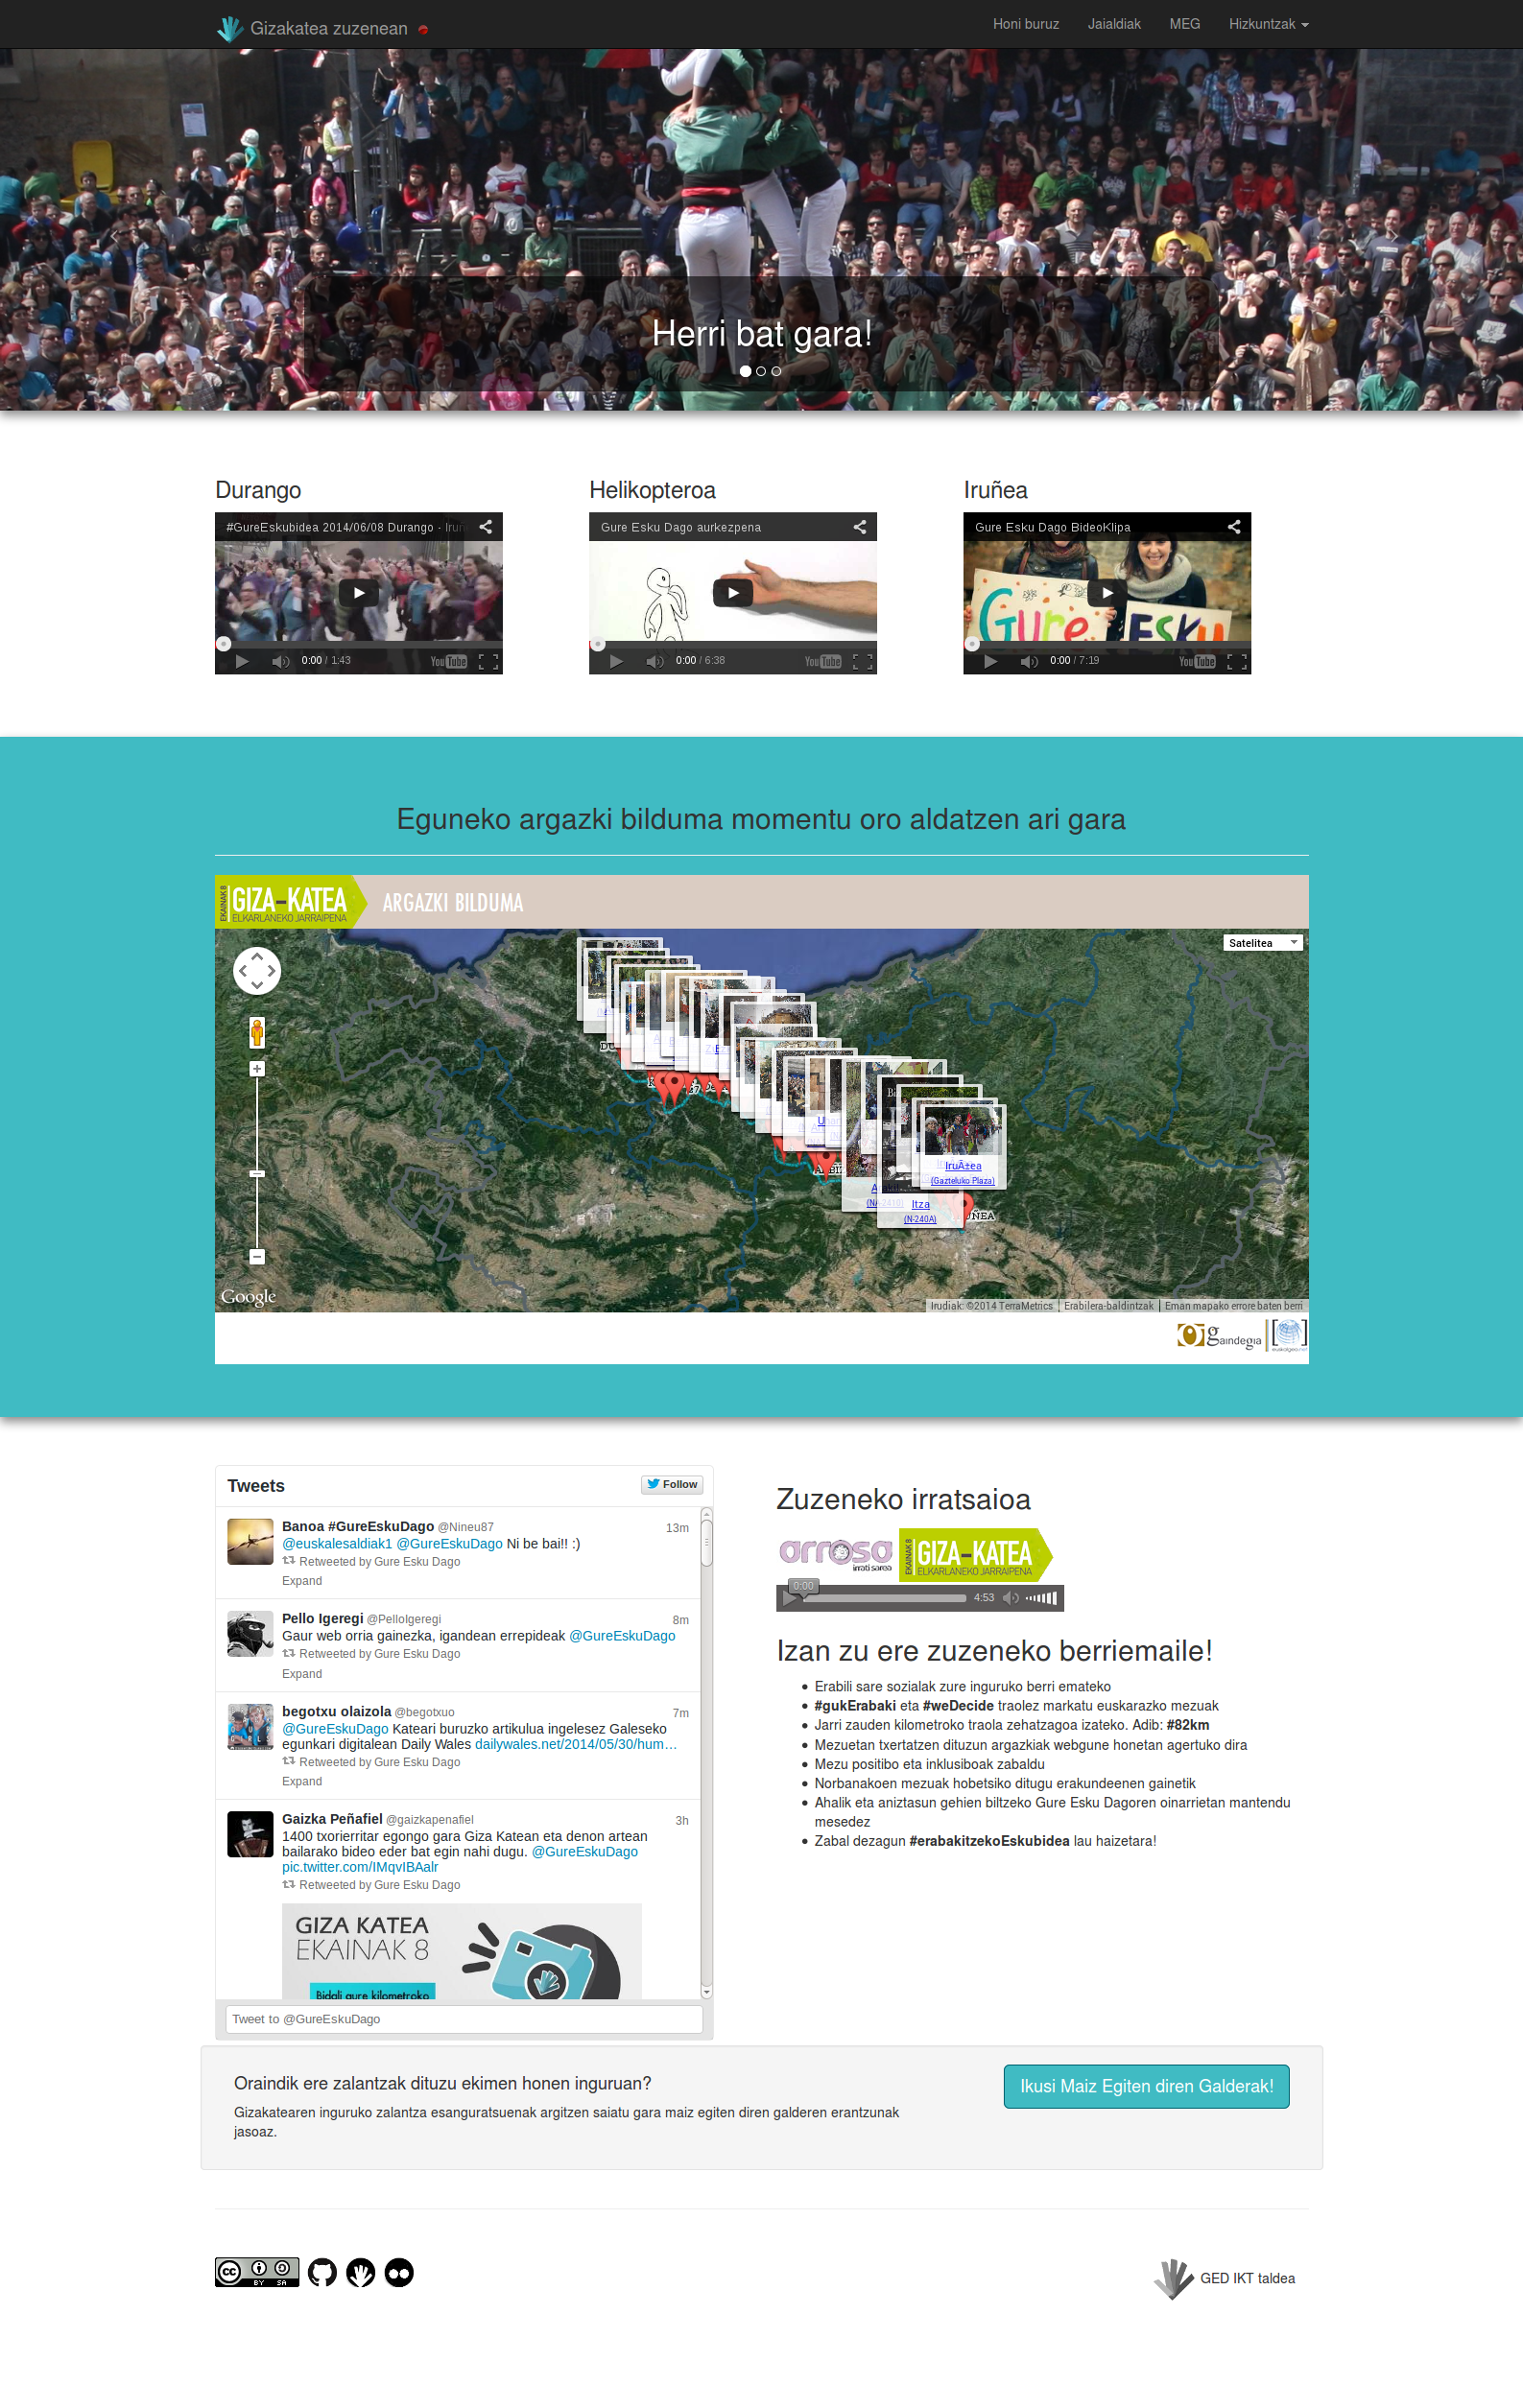 Gizakatea zuzenean
Honi buruz Jaialdiak MEG Hizkuntzak
Herri bat gara!
Durango
#GureEskubidea 2014/06/08 Durango - Iruñ
0:00 / 1:43 YouTube
Helikopteroa
Gure Esku Dago aurkezpena
0:00 / 6:38 YouTube
Iruñea
Gure Esku Dago BideoKlipa
Gure ESKU
0:00 / 7:19 YouTube
Eguneko argazki bilduma momentu oro aldatzen ari gara
EKAINAK 8 GIZA-KATEA ARGAZKI BILDUMA
ELKARLANEKO JARRAIPENA
Satelitea
IruÃ±ea
(Gazteluko Plaza)
Itza
(N-240A)
Google
Irudiak: ©2014 TerraMetrics Erabilera-baldintzak Eman mapako errore baten berri
gaindegia euskalgeo.net
Tweets Follow
Banoa #GureEskuDago @Nineu87 13m
@euskalesaldiak1 @GureEskuDago Ni be bai!! :)
Retweeted by Gure Esku Dago
Expand
Pello Igeregi @PelloIgeregi 8m
Gaur web orria gainezka, igandean errepideak @GureEskuDago
Retweeted by Gure Esku Dago
Expand
begotxu olaizola @begotxuo 7m
@GureEskuDago Kateari buruzko artikulua ingelesez Galeseko
egunkari digitalean Daily Wales dailywales.net/2014/05/30/hum…
Retweeted by Gure Esku Dago
Expand
Gaizka Peñafiel @gaizkapenafiel 3h
1400 txorierritar egongo gara Giza Katean eta denon artean
bailarako bideo eder bat egin nahi dugu. @GureEskuDago
pic.twitter.com/IMqvIBAalr
Retweeted by Gure Esku Dago
GIZA KATEA
EKAINAK 8
Bidali gure kilometroko
Tweet to @GureEskuDago
Zuzeneko irratsaioa
arrosa irrati sarea
EKAINAK 8 GIZA-KATEA
ELKARLANEKO JARRAIPENA
0:00 4:53
Izan zu ere zuzeneko berriemaile!
Erabili sare sozialak zure inguruko berri emateko
#gukErabaki eta #weDecide traolez markatu euskarazko mezuak
Jarri zauden kilometroko traola zehatzagoa izateko. Adib: #82km
Mezuetan txertatzen dituzun argazkiak webgune honetan agertuko dira
Mezu positibo eta inklusiboak zabaldu
Norbanakoen mezuak hobetsiko ditugu erakundeenen gainetik
Ahalik eta aniztasun gehien biltzeko Gure Esku Dagoren oinarrietan mantendu
mesedez
Zabal dezagun #erabakitzekoEskubidea lau haizetara!
Oraindik ere zalantzak dituzu ekimen honen inguruan?
Gizakatearen inguruko zalantza esanguratsuenak argitzen saiatu gara maiz egiten diren galderen erantzunak
jasoaz.
Ikusi Maiz Egiten diren Galderak!
cc BY SA
GED IKT taldea